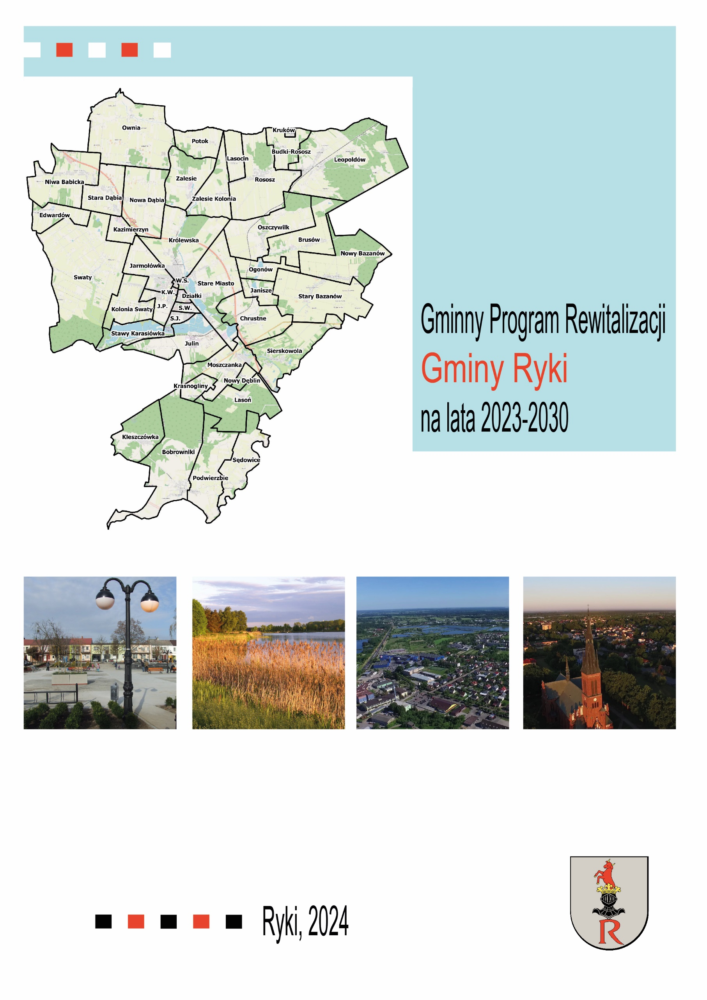 Ownia
Kruków
Potok
Budki-Rososz
Lasocin
Leopoldów
Zalesie
Rososz
Niwa Babicka
Stara Dąbia
Nowa Dąbia
Zalesie Kolonia
Edwardów
Oszczywilk
Kazimierzyn
Królewska
Brusów
Nowy Bazanów
Jarmołówka
Ogonów
Swaty
W.S.
Stare Miasto
K.W.
Działki
Janisze
Stary Bazanów
Kolonia Swaty
J.P.
S.W.
S.J.
Chrustne
Stawy Karasiówka
Julin
Sierskowola
Moszczanka
Nowy Dęblin
Krasnogliny
Lasoń
Kleszczówka
Bobrowniki
Sędowice
Podwierzbie
Gminny Program Rewitalizacji
Gminy Ryki
na lata 2023-2030
Ryki, 2024
R